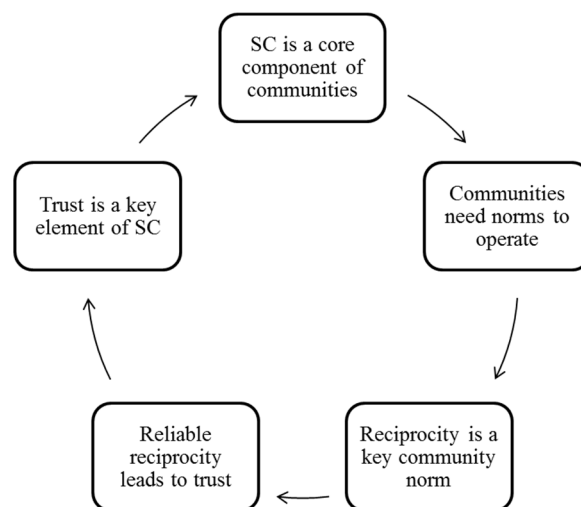 SC is a core
component of
communities
Communities
need norms to
operate
Reciprocity is a
key community
norm
Reliable
reciprocity
leads to trust
Trust is a key
element of SC